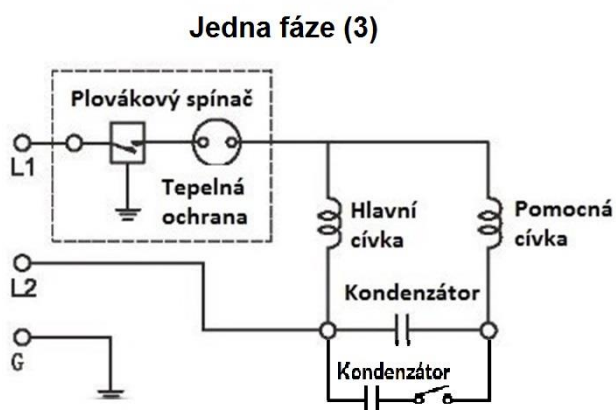 Jedna fáze (3)
Plovákový spínač
L1
Tepelná
ochrana
Hlavní
cívka
Pomocná
cívka
L2
Kondenzátor
G
Kondenzátor